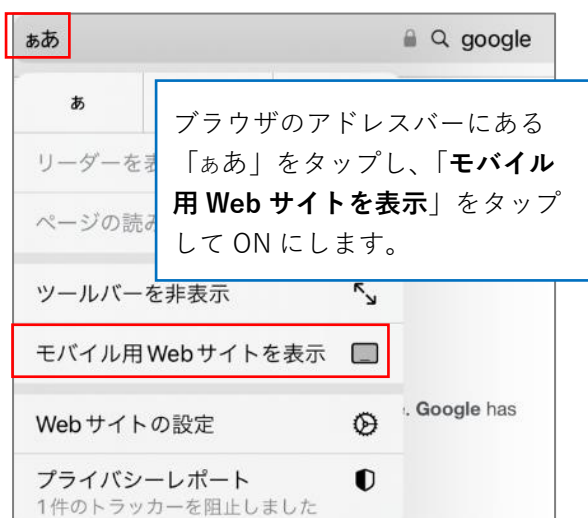 ぁあ
google
あ
リーダーを
ページの読
ブラウザのアドレスバーにある
「ぁあ」をタップし、「モバイル
用 Web サイトを表示」をタップ
して ON にします。
ツールバーを非表示
モバイル用Webサイトを表示
. Google has
Webサイトの設定
プライバシーレポート
1件のトラッカーを阻止しました